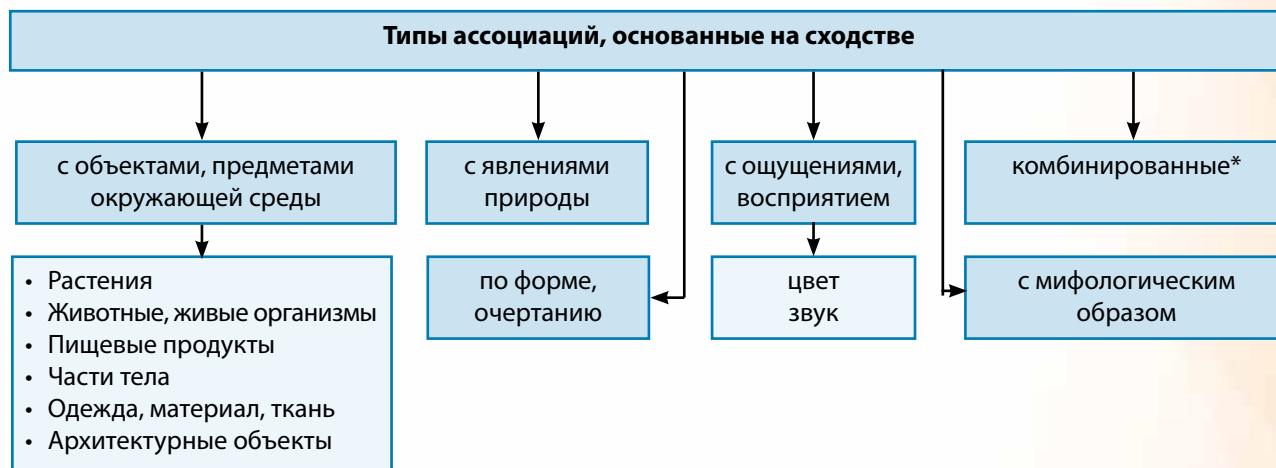 Типы ассоциаций, основанные на сходстве
с объектами, предметами
окружающей среды
с явлениями
природы
с ощущениями,
восприятием
комбинированные*
• Растения
• Животные, живые организмы
• Пищевые продукты
• Части тела
• Одежда, материал, ткань
• Архитектурные объекты
по форме,
очертанию
цвет
звук
с мифологическим
образом